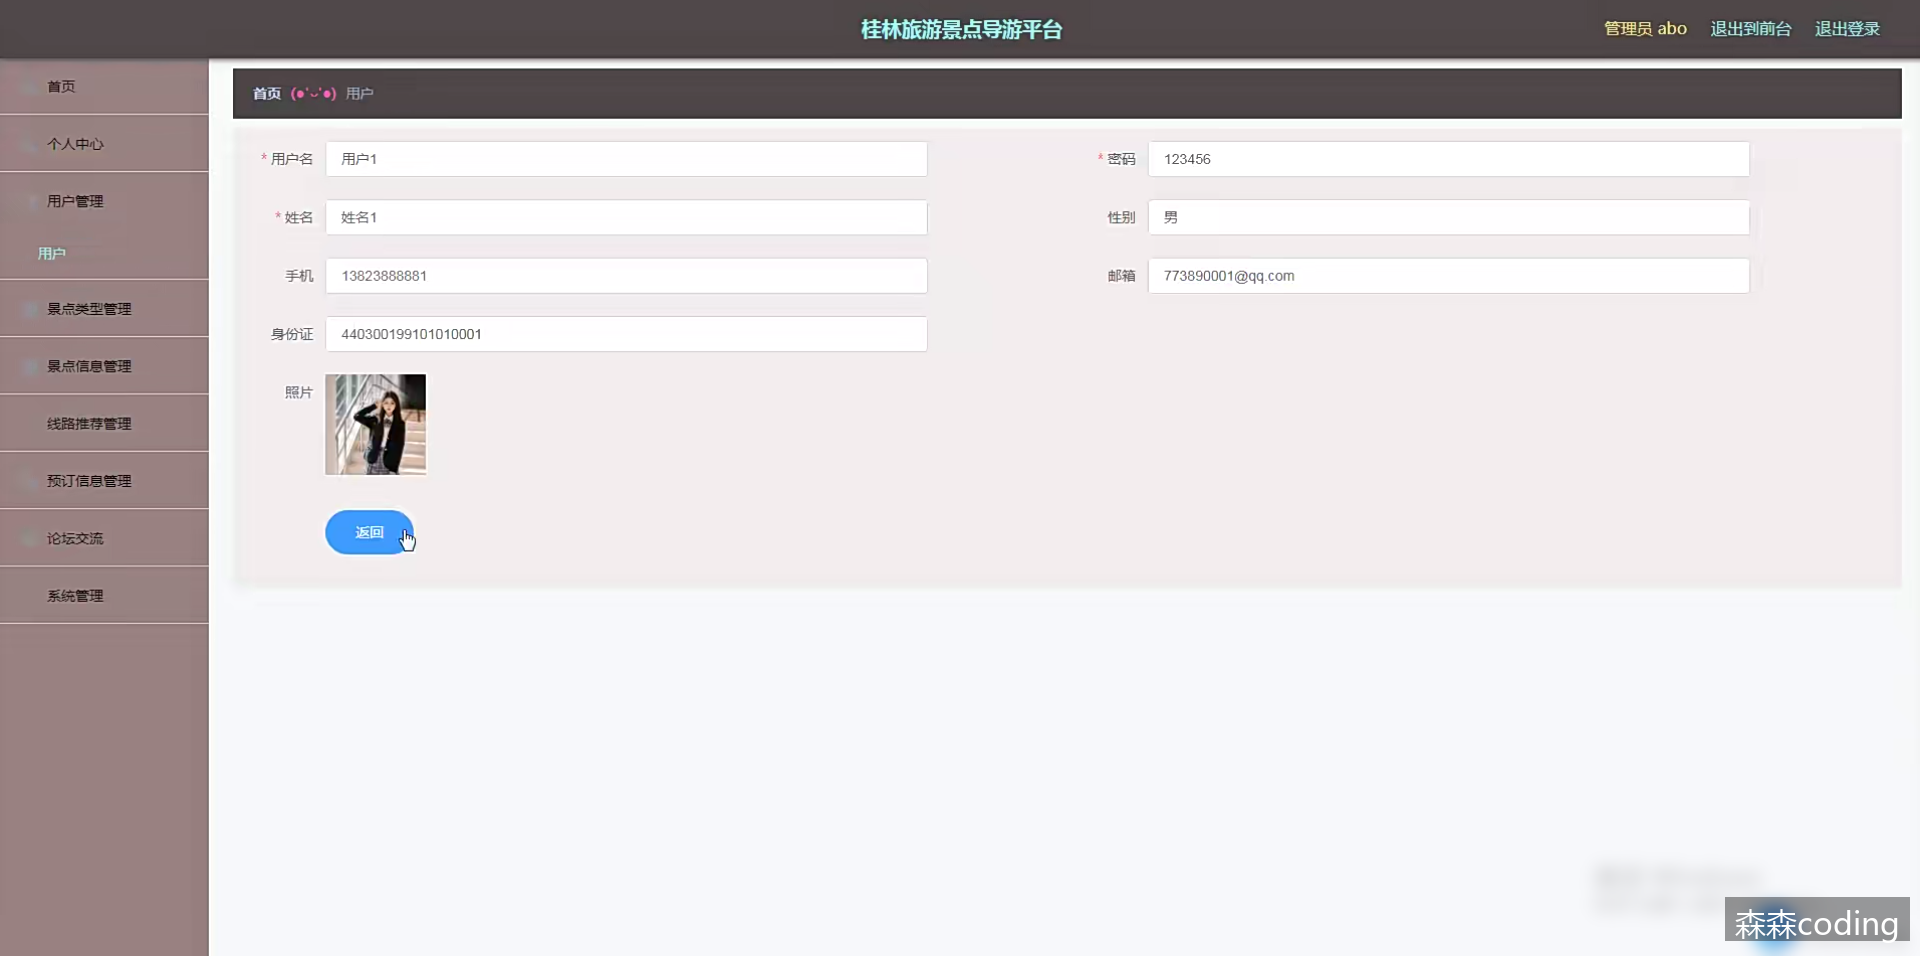 桂林旅游景点导游平台
管理员 abo 退出到前台 退出登录
首页
个人中心
用户管理
用户
景点类型管理
景点信息管理
线路推荐管理
预订信息管理
论坛交流
系统管理
首页 (●'◡'●) 用户
* 用户名 用户1
* 密码 123456
* 姓名 姓名1
性别 男
手机 13823888881
邮箱 773890001@qq.com
身份证 440300199101010001
照片
返回
森森coding